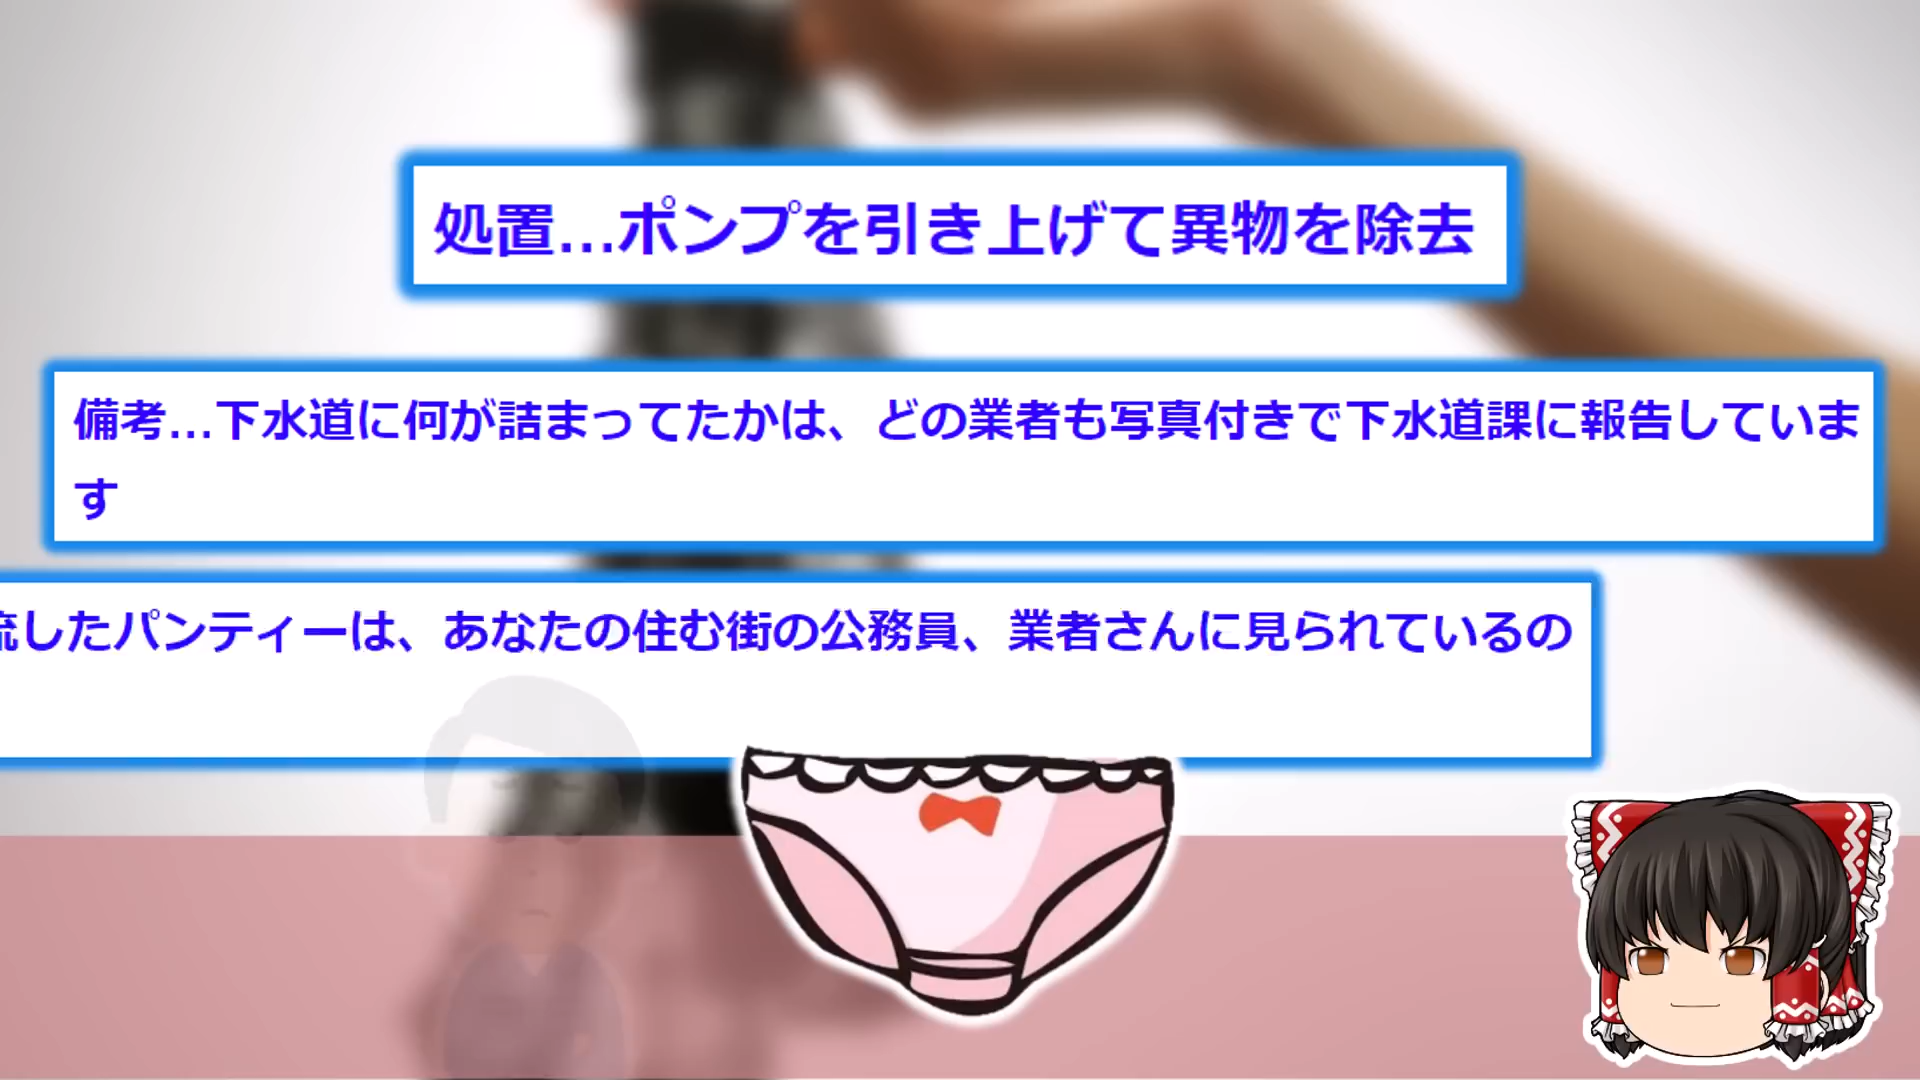 処置…ポンプを引き上げて異物を除去
備考…下水道に何が詰まってたかは、どの業者も写真付きで下水道課に報告していま
す
流したパンティーは、あなたの住む街の公務員、業者さんに見られているの